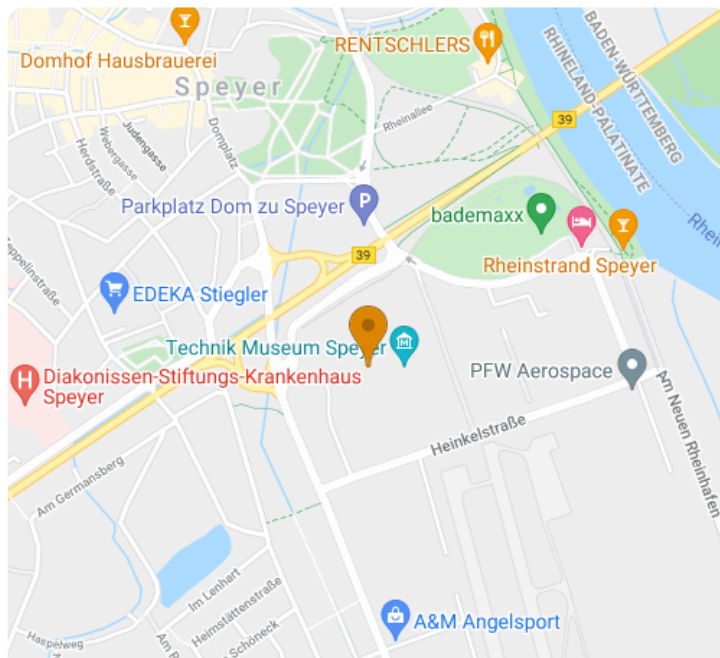 RENTSCHLERS
Domhof Hausbrauerei
Speyer
BADEN-WÜRTTEMBERG
RHINELAND-PALATINATE
Rheinallee
39
Judengasse
Webergasse
Herdstraße
Domplatz
Parkplatz Dom zu Speyer
P
bademaxx
39
Rheinstrand Speyer
EDEKA Stiegler
Technik Museum Speyer
H
Diakonissen-Stiftungs-Krankenhaus
Speyer
PFW Aerospace
Am Neuen Rheinhafen
Heinkelstraße
Am Germansberg
Im Lenhart
Heimstättenstraße
Schöneck
A&M Angelsport
Haspelweg